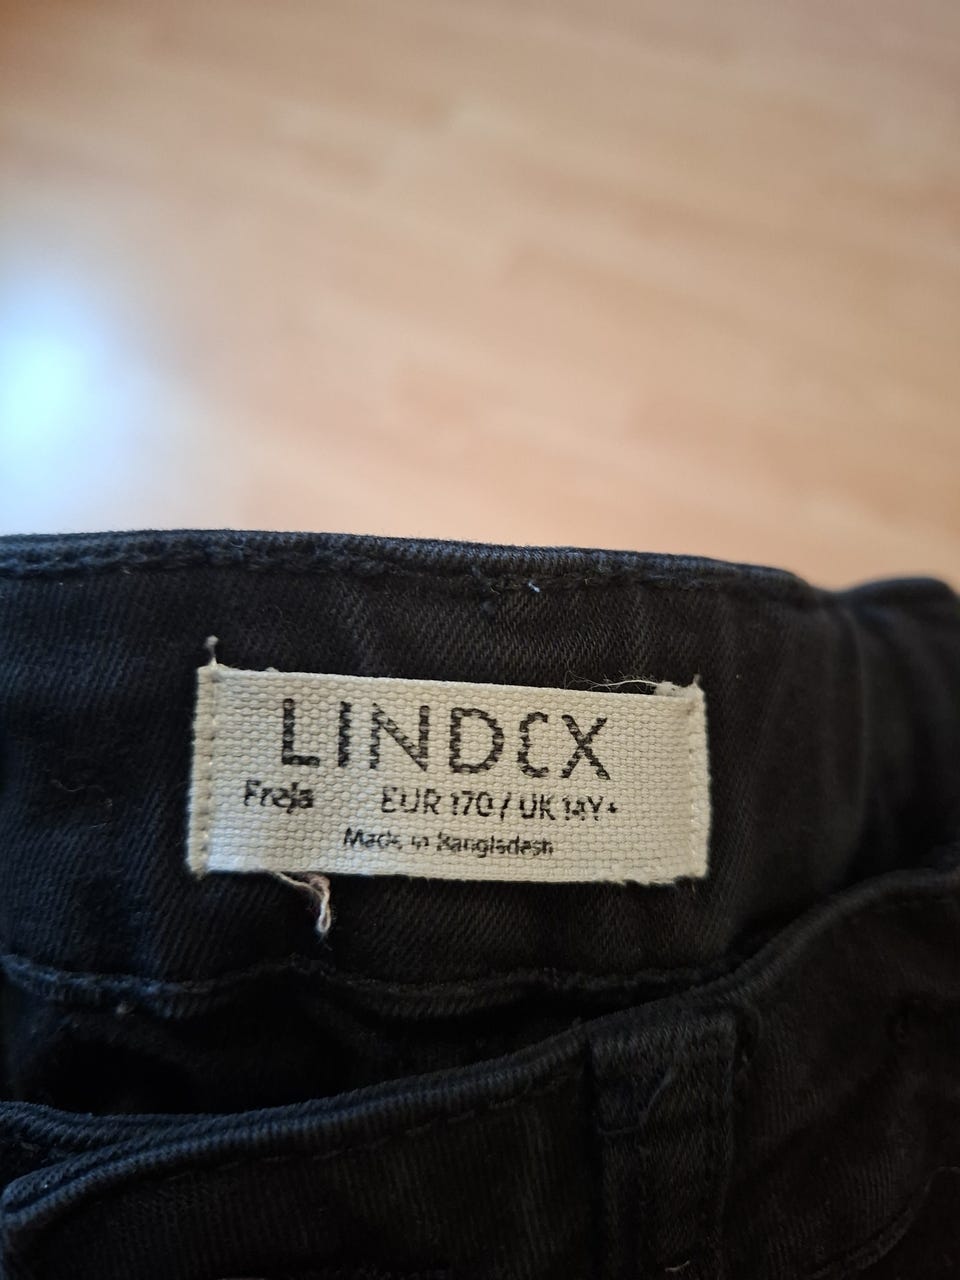 LINDEX
Freja EUR 170 / UK 14Y+
Made in Bangladesh